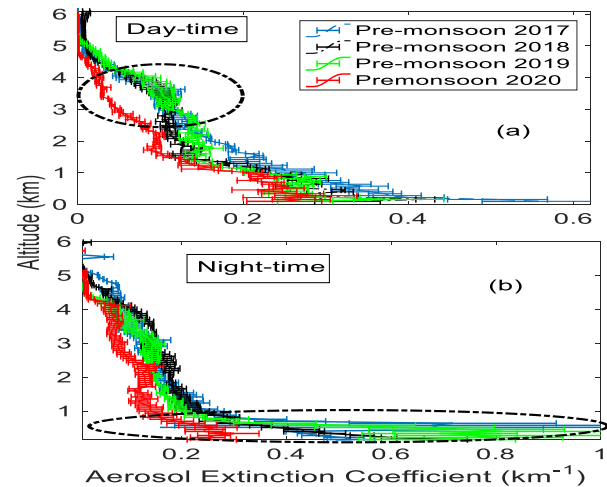 6
5
4
3
2
1
0
Day-time
Pre-monsoon 2017
Pre-monsoon 2018
Pre-monsoon 2019
Premonsoon 2020
(a)
0
0.2
0.4
0.6
Altitude (km)
6
5
4
3
2
1
Night-time
(b)
0.2
0.4
0.6
0.8
1
Aerosol Extinction Coefficient (km⁻¹)